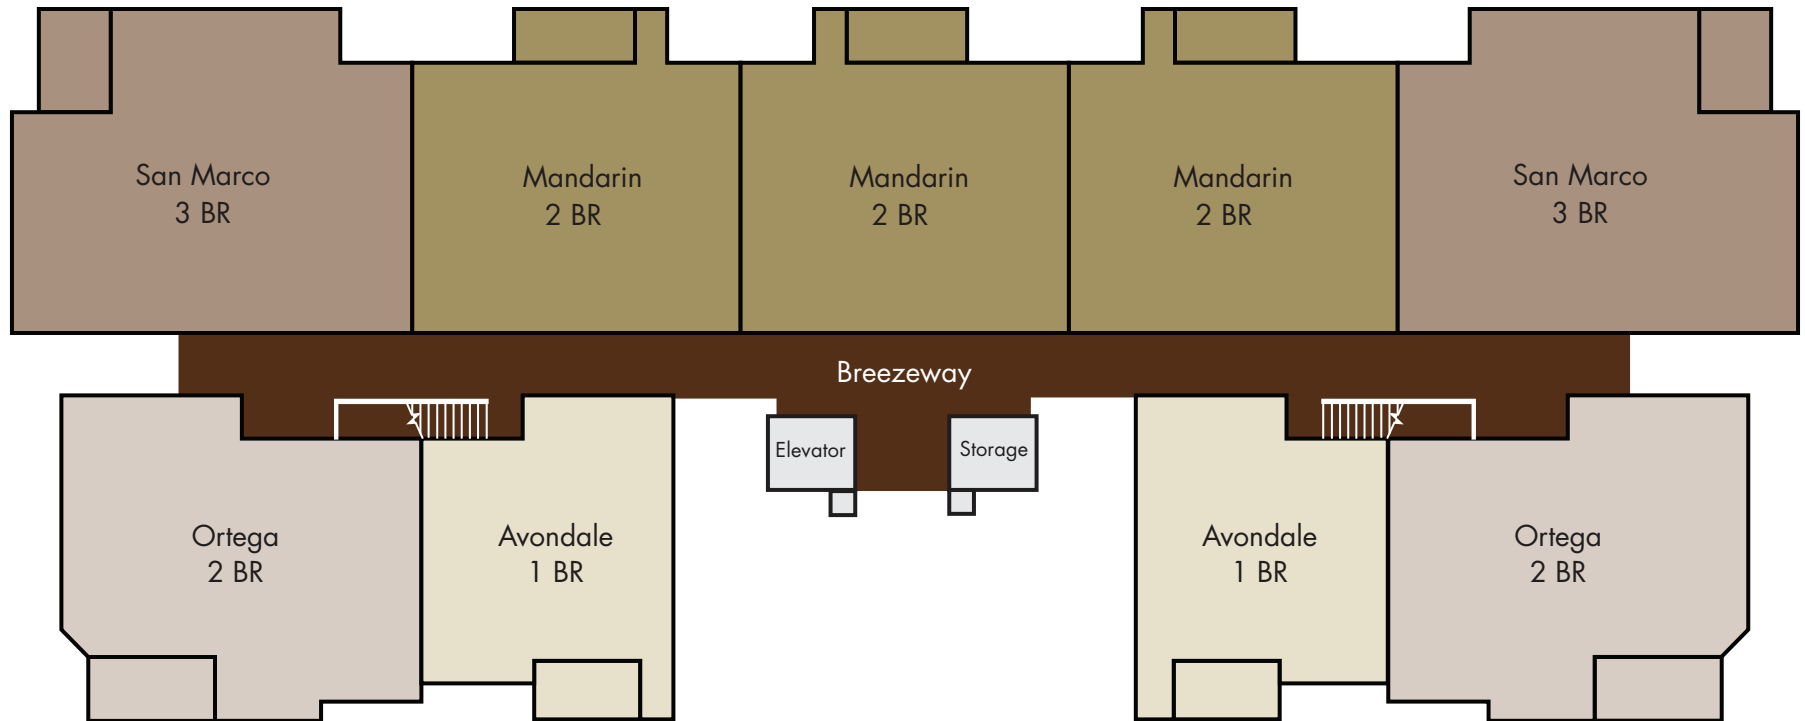 San Marco
3 BR
Mandarin
2 BR
Mandarin
2 BR
Mandarin
2 BR
San Marco
3 BR
Breezeway
Elevator
Storage
Ortega
2 BR
Avondale
1 BR
Avondale
1 BR
Ortega
2 BR